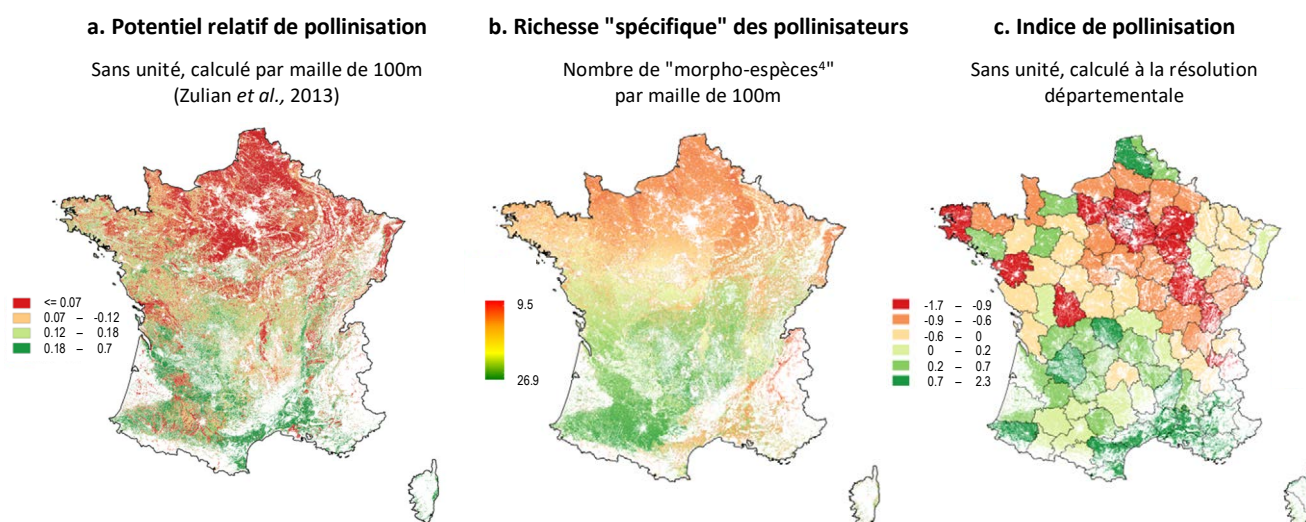 a. Potentiel relatif de pollinisation
Sans unité, calculé par maille de 100m
(Zulian et al., 2013)
<= 0.07
0.07 – -0.12
0.12 – 0.18
0.18 – 0.7
b. Richesse "spécifique" des pollinisateurs
Nombre de "morpho-espèces⁴"
par maille de 100m
9.5
26.9
c. Indice de pollinisation
Sans unité, calculé à la résolution
départementale
-1.7 – -0.9
-0.9 – -0.6
-0.6 – 0
0 – 0.2
0.2 – 0.7
0.7 – 2.3